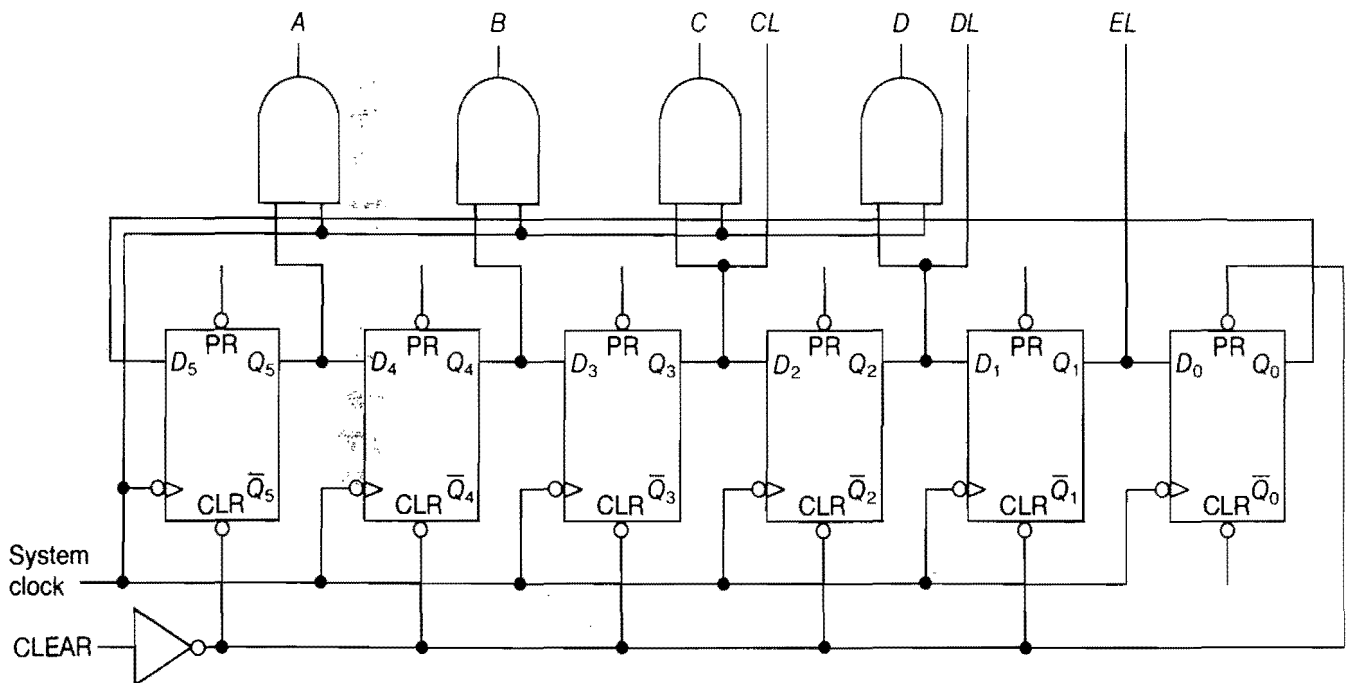 A B C CL D DL EL
PR PR PR PR PR PR
D₅ Q₅ D₄ Q₄ D₃ Q₃ D₂ Q₂ D₁ Q₁ D₀ Q₀
Q̅₅ Q̅₄ Q̅₃ Q̅₂ Q̅₁ Q̅₀
CLR CLR CLR CLR CLR CLR
System
clock
CLEAR